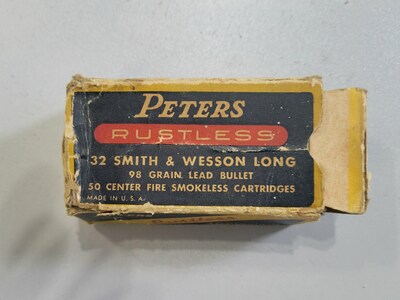 PETERS
RUSTLESS
32 SMITH & WESSON LONG
98 GRAIN LEAD BULLET
50 CENTER FIRE SMOKELESS CARTRIDGES
MADE IN U. S. A.